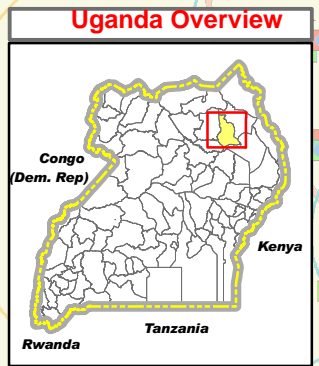 Uganda Overview
Congo
(Dem. Rep)
Kenya
Tanzania
Rwanda